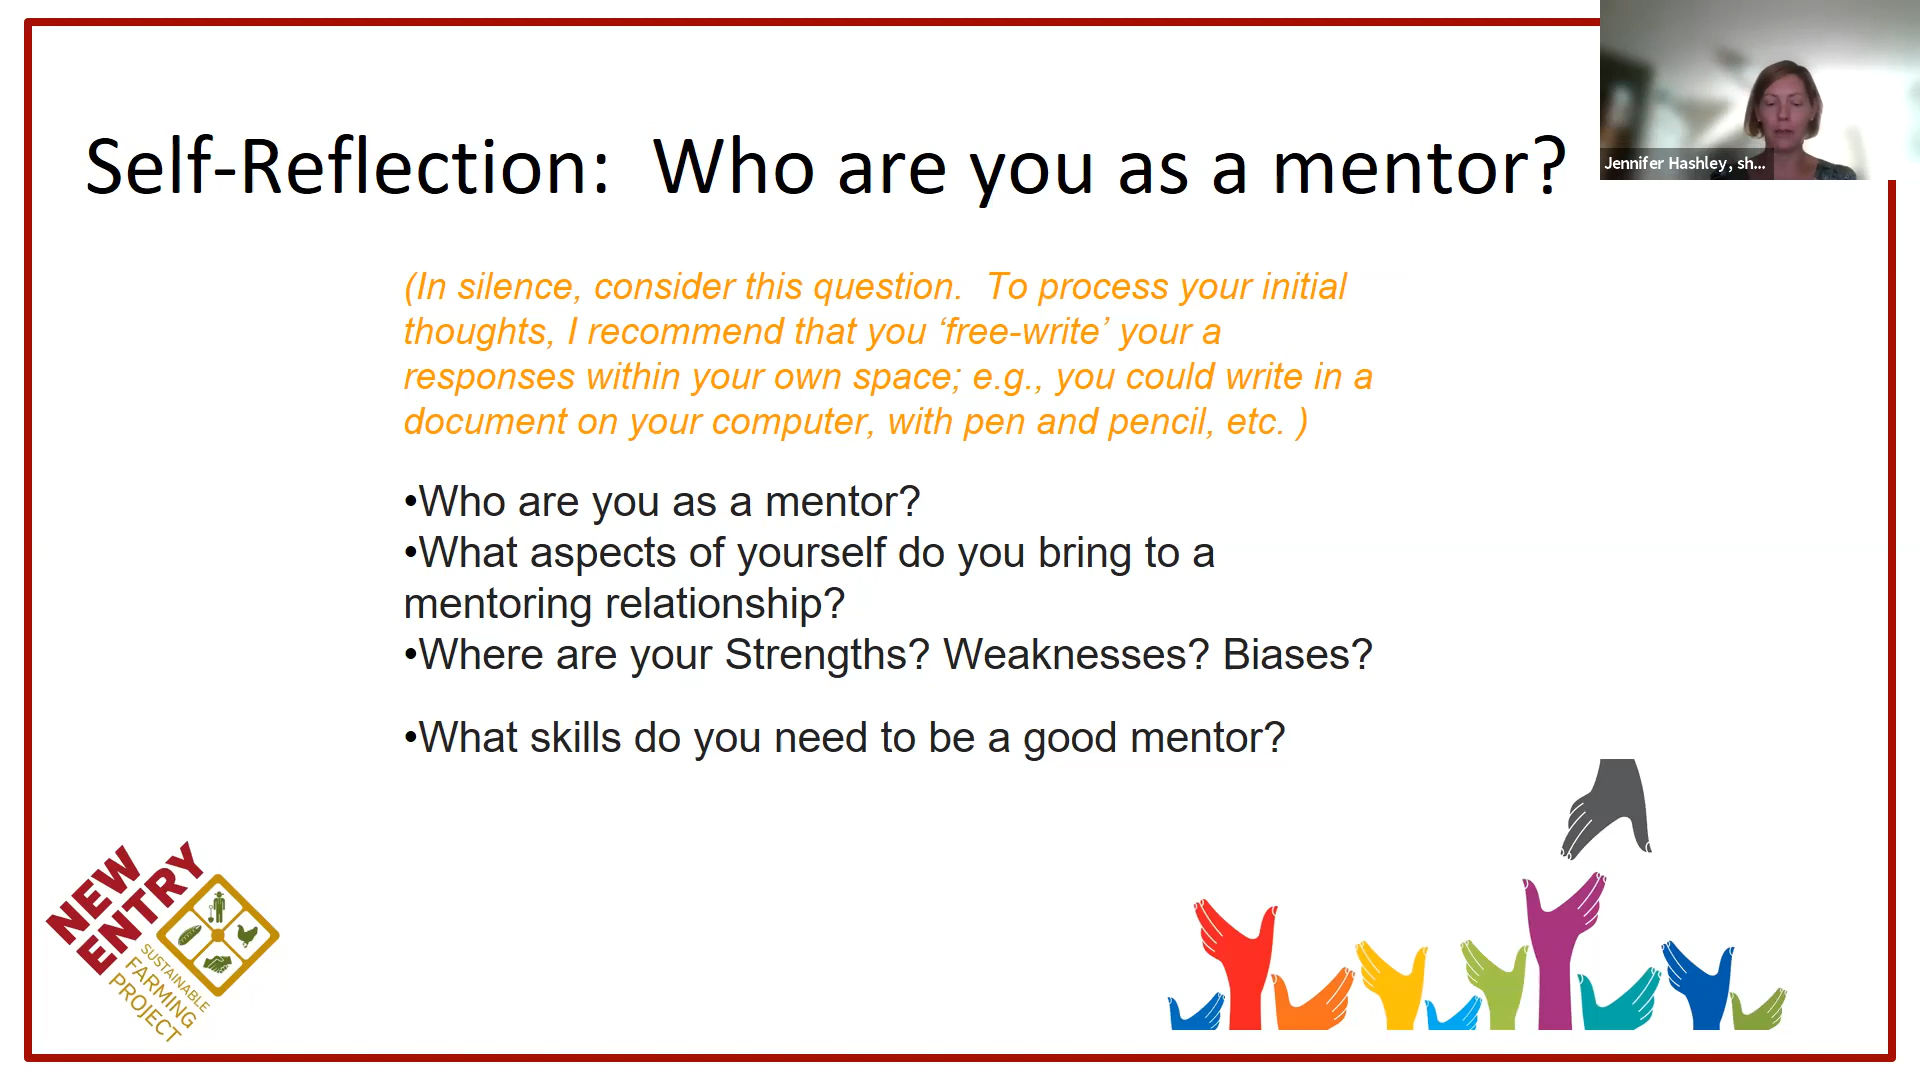 Self-Reflection:  Who are you as a mentor?
Jennifer Hashley, sh...
(In silence, consider this question.  To process your initial
thoughts, I recommend that you ‘free-write’ your a
responses within your own space; e.g., you could write in a
document on your computer, with pen and pencil, etc. )
•Who are you as a mentor?
•What aspects of yourself do you bring to a
mentoring relationship?
•Where are your Strengths? Weaknesses? Biases?
•What skills do you need to be a good mentor?
NEW
ENTRY
SUSTAINABLE
FARMING
PROJECT